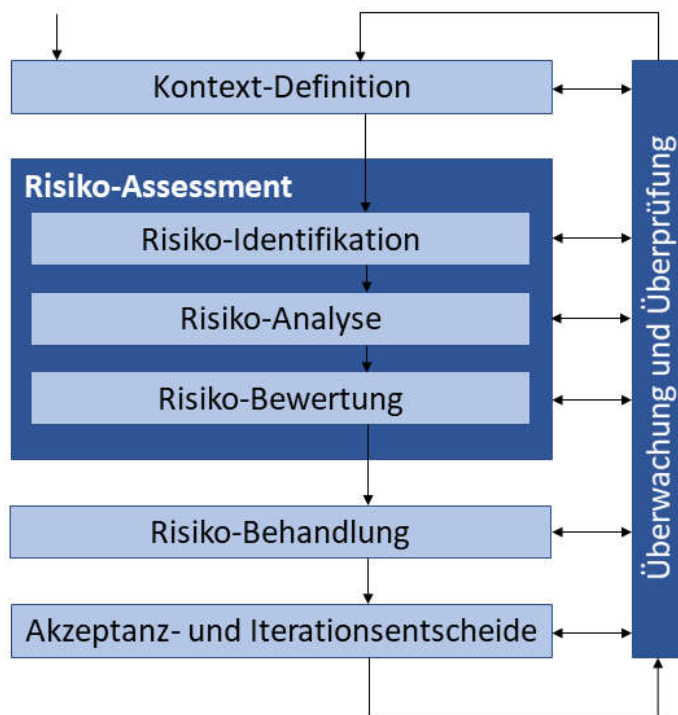 Kontext-Definition
Risiko-Assessment
Risiko-Identifikation
Risiko-Analyse
Risiko-Bewertung
Risiko-Behandlung
Akzeptanz- und Iterationsentscheide
Überwachung und Überprüfung